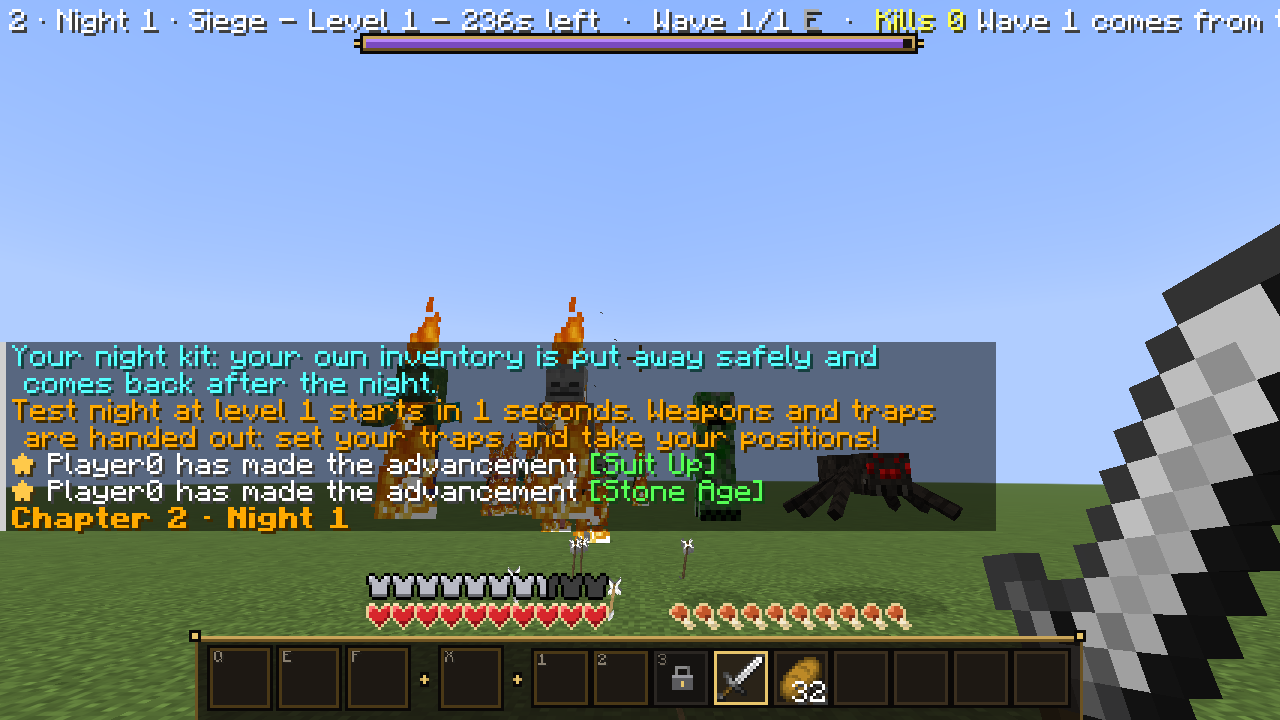 2 · Night 1 · Siege - Level 1 - 236s left · Wave 1/1 F · Kills 0 Wave 1 comes from
Your night kit: your own inventory is put away safely and
comes back after the night.
Test night at level 1 starts in 1 seconds. Weapons and traps
are handed out: set your traps and take your positions!
Player0 has made the advancement [Suit Up]
Player0 has made the advancement [Stone Age]
Chapter 2 · Night 1
Q E F X 1 2 3
32